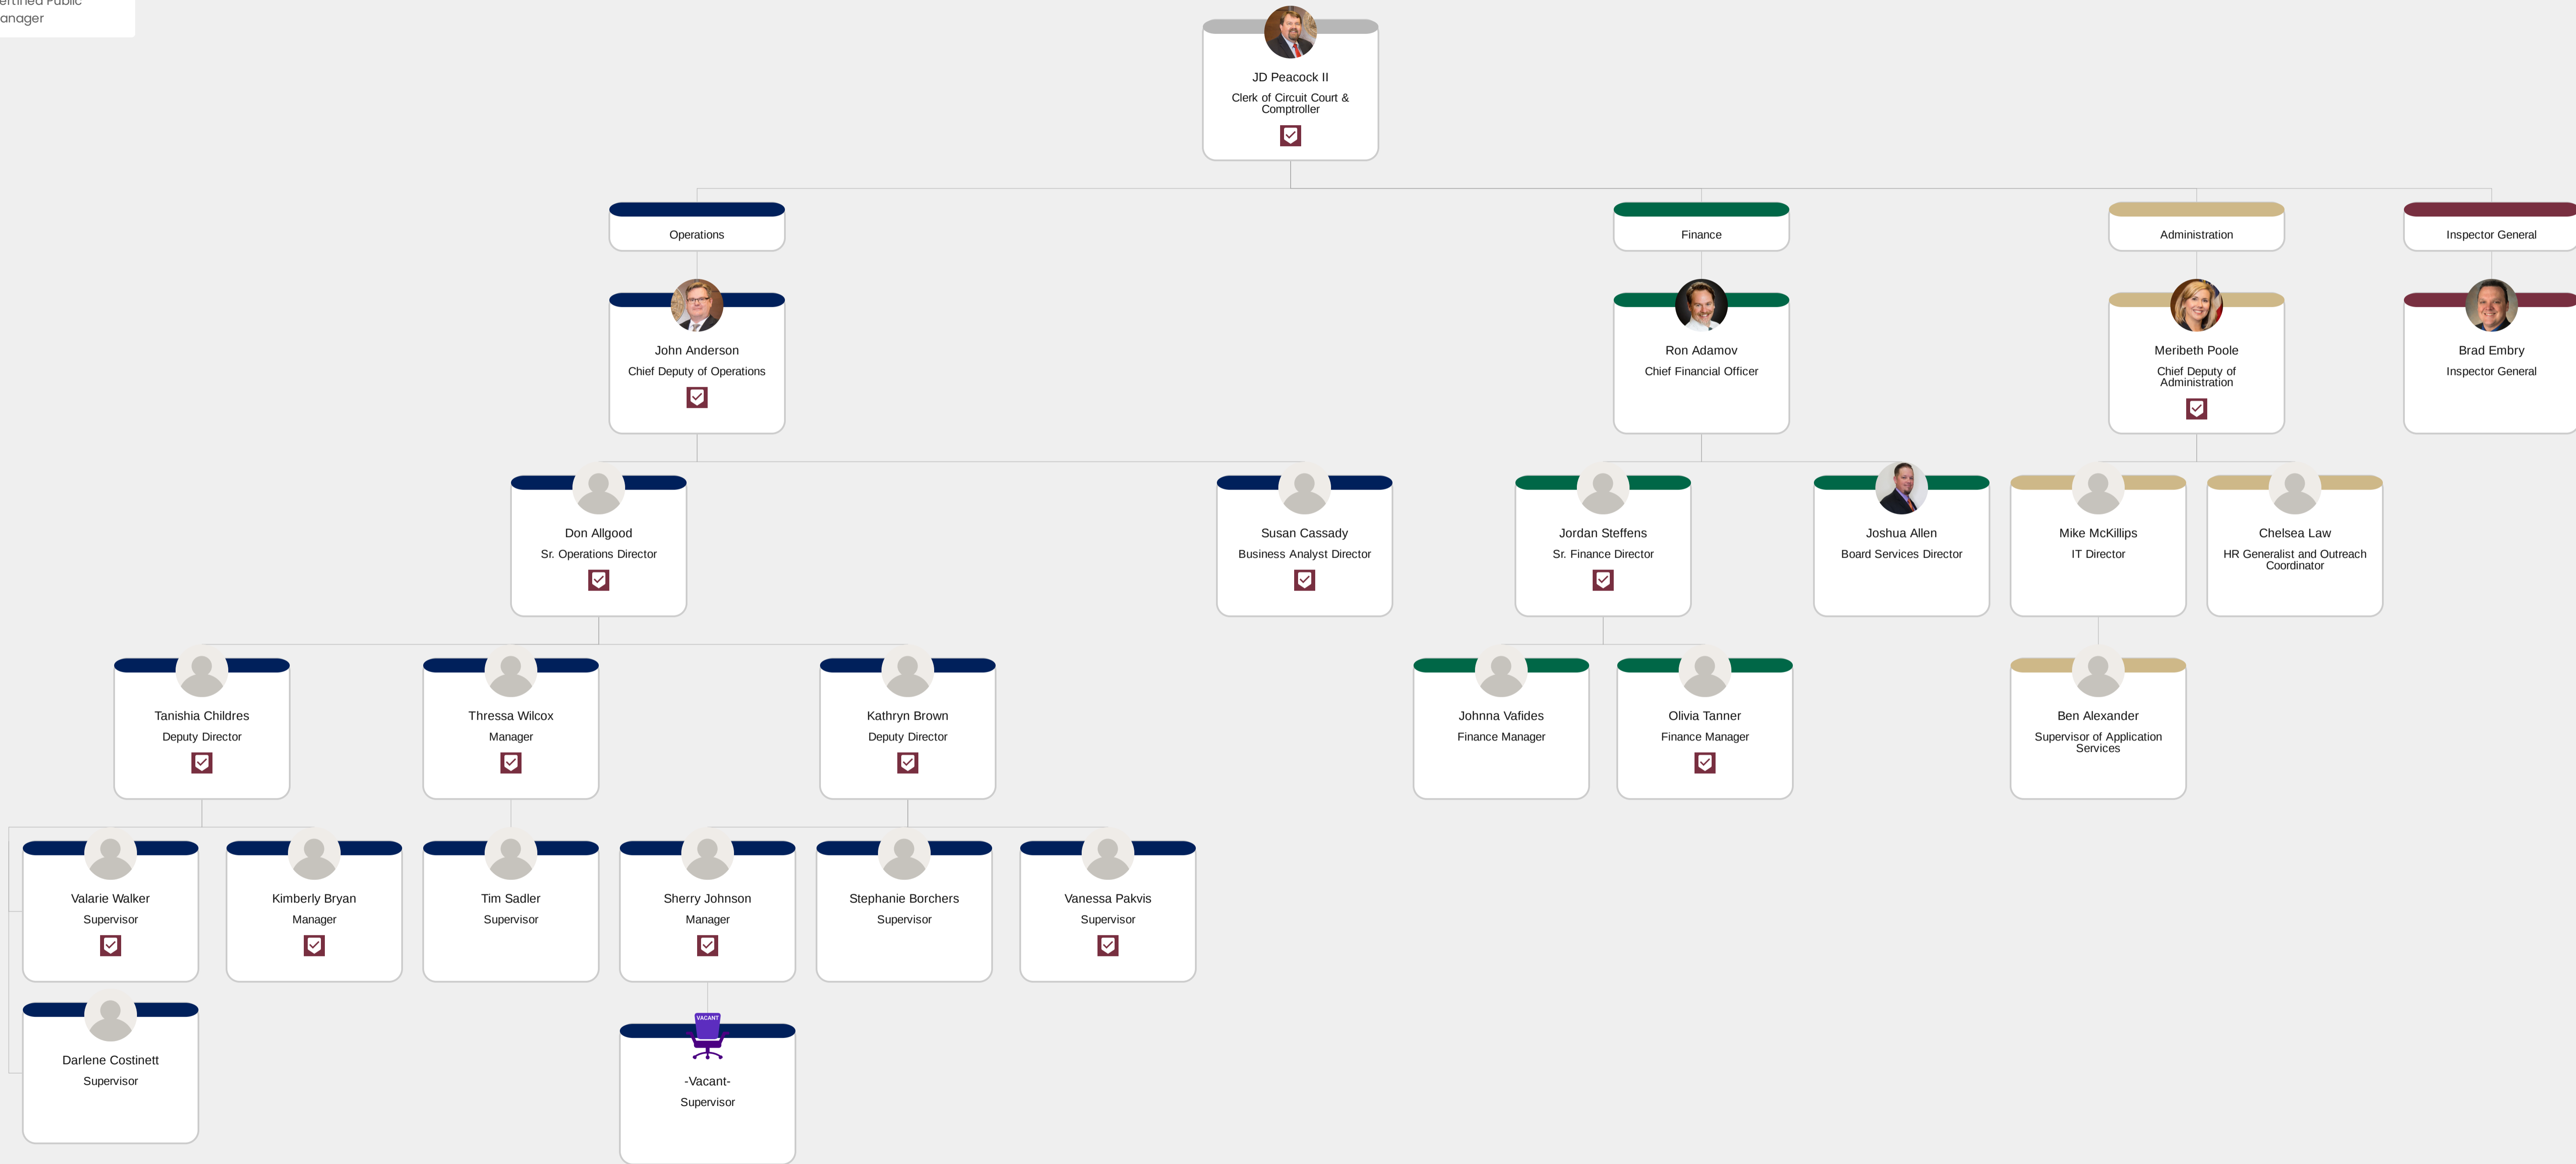 ertified Public
anager
JD Peacock II
Clerk of Circuit Court &
Comptroller
Operations
Finance
Administration
Inspector General
John Anderson
Chief Deputy of Operations
Ron Adamov
Chief Financial Officer
Meribeth Poole
Chief Deputy of
Administration
Brad Embry
Inspector General
Don Allgood
Sr. Operations Director
Susan Cassady
Business Analyst Director
Jordan Steffens
Sr. Finance Director
Joshua Allen
Board Services Director
Mike McKillips
IT Director
Chelsea Law
HR Generalist and Outreach
Coordinator
Tanishia Childres
Deputy Director
Thressa Wilcox
Manager
Kathryn Brown
Deputy Director
Johnna Vafides
Finance Manager
Olivia Tanner
Finance Manager
Ben Alexander
Supervisor of Application
Services
Valarie Walker
Supervisor
Kimberly Bryan
Manager
Tim Sadler
Supervisor
Sherry Johnson
Manager
Stephanie Borchers
Supervisor
Vanessa Pakvis
Supervisor
Darlene Costinett
Supervisor
VACANT
-Vacant-
Supervisor